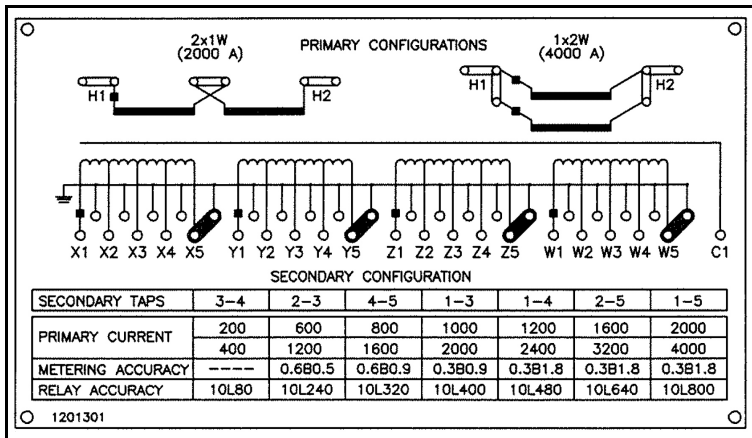 2x1W
(2000 A)
PRIMARY CONFIGURATIONS
1x2W
(4000 A)
H1 H2
H1 H2
X1 X2 X3 X4 X5 Y1 Y2 Y3 Y4 Y5 Z1 Z2 Z3 Z4 Z5 W1 W2 W3 W4 W5 C1
SECONDARY CONFIGURATION
SECONDARY TAPS 3-4 2-3 4-5 1-3 1-4 2-5 1-5
PRIMARY CURRENT 200 600 800 1000 1200 1600 2000
400 1200 1600 2000 2400 3200 4000
METERING ACCURACY ---- 0.6B0.5 0.6B0.9 0.3B0.9 0.3B1.8 0.3B1.8 0.3B1.8
RELAY ACCURACY 10L80 10L240 10L320 10L400 10L480 10L640 10L800
1201301